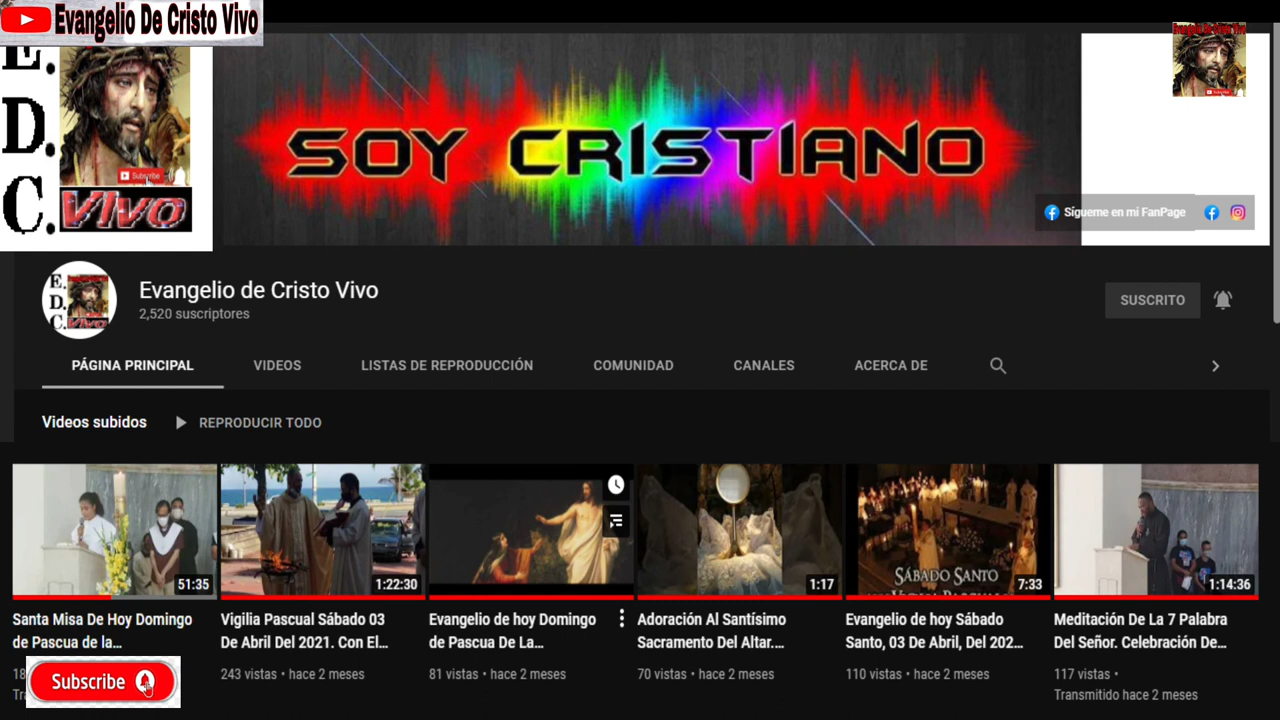 Evangelio De Cristo Vivo
Evangelio De Cristo Vivo
E.
D.
C.
Subscribe
Vivo
SOY CRISTIANO
Sígueme en mi FanPage
E.
D.
C.
Vivo
Evangelio de Cristo Vivo
2,520 suscriptores
SUSCRITO
PÁGINA PRINCIPAL
VIDEOS
LISTAS DE REPRODUCCIÓN
COMUNIDAD
CANALES
ACERCA DE
Videos subidos
REPRODUCIR TODO
51:35
1:22:30
1:17
SÁBADO SANTO
7:33
1:14:36
Santa Misa De Hoy Domingo
de Pascua de la...
Vigilia Pascual Sábado 03
De Abril Del 2021. Con El...
243 vistas • hace 2 meses
Evangelio de hoy Domingo
de Pascua De La...
81 vistas • hace 2 meses
Adoración Al Santísimo
Sacramento Del Altar....
70 vistas • hace 2 meses
Evangelio de hoy Sábado
Santo, 03 De Abril, Del 202...
110 vistas • hace 2 meses
Meditación De La 7 Palabra
Del Señor. Celebración De...
117 vistas •
Transmitido hace 2 meses
Subscribe